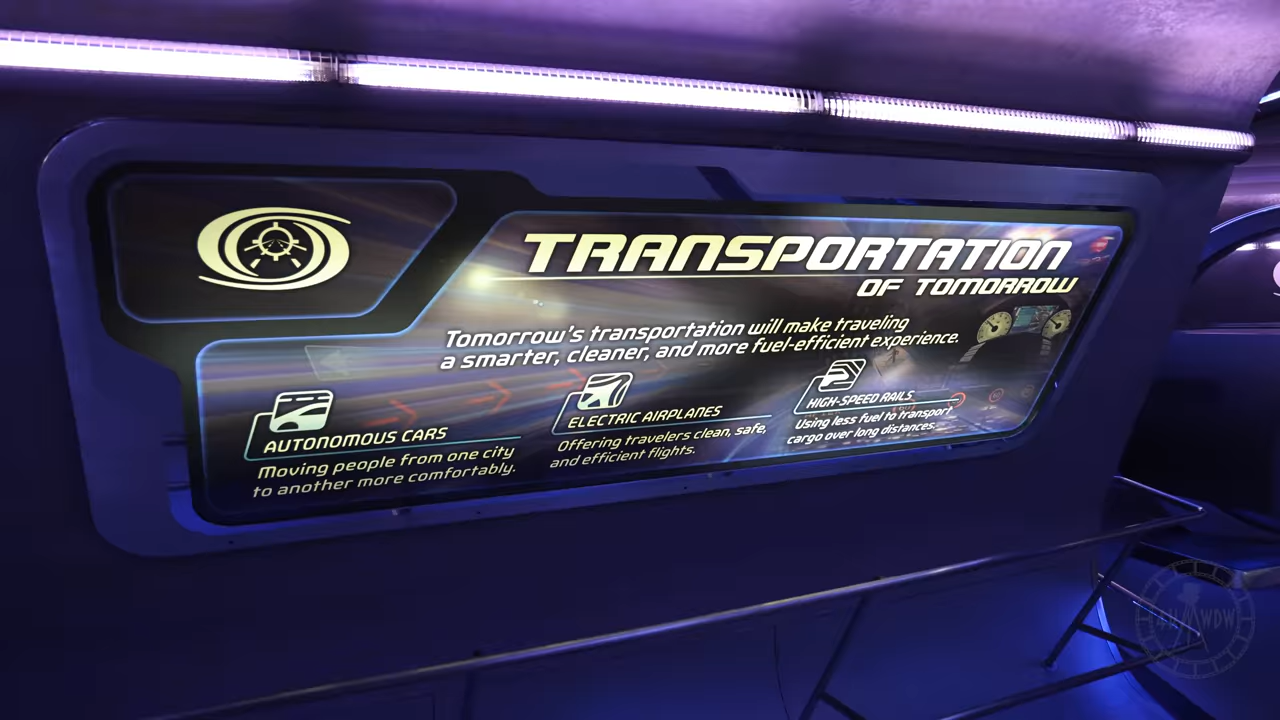 TRANSPORTATION
OF TOMORROW
Tomorrow's transportation will make traveling
a smarter, cleaner, and more fuel-efficient experience.
AUTONOMOUS CARS
Moving people from one city
to another more comfortably.
ELECTRIC AIRPLANES
Offering travelers clean, safe,
and efficient flights.
HIGH-SPEED RAILS
Using less fuel to transport
cargo over long distances.
WDW